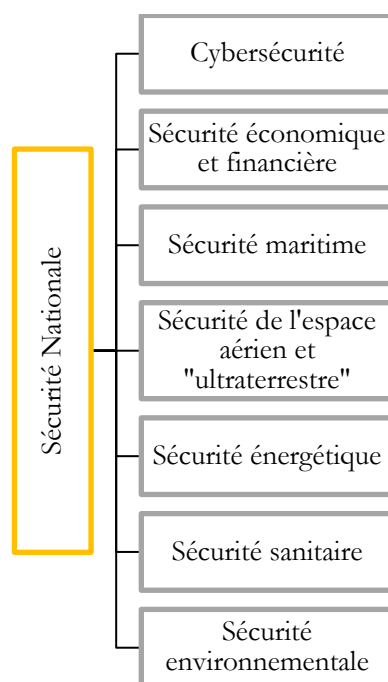 Sécurité Nationale
Cybersécurité
Sécurité économique
et financière
Sécurité maritime
Sécurité de l'espace
aérien et
"ultraterrestre"
Sécurité énergétique
Sécurité sanitaire
Sécurité
environnementale